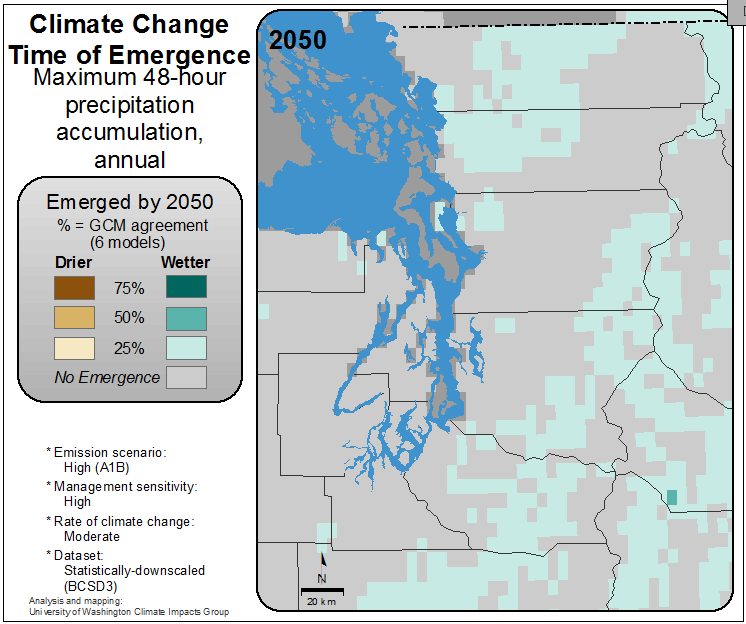 Climate Change
Time of Emergence
Maximum 48-hour
precipitation
accumulation,
annual
Emerged by 2050
% = GCM agreement
(6 models)
Drier Wetter
75%
50%
25%
No Emergence
* Emission scenario:
High (A1B)
* Management sensitivity:
High
* Rate of climate change:
Moderate
* Dataset:
Statistically-downscaled
(BCSD3)
Analysis and mapping:
University of Washington Climate Impacts Group
2050
N
20 km